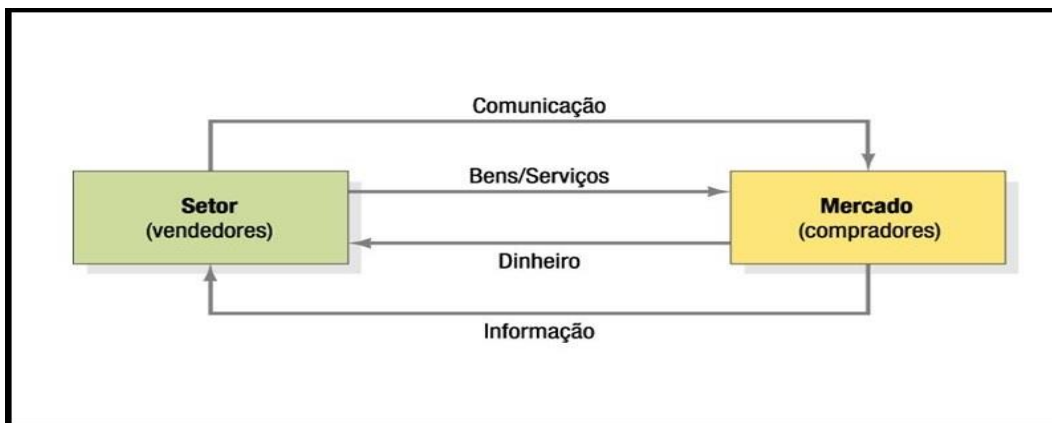 Comunicação
Bens/Serviços
Setor
(vendedores)
Mercado
(compradores)
Dinheiro
Informação